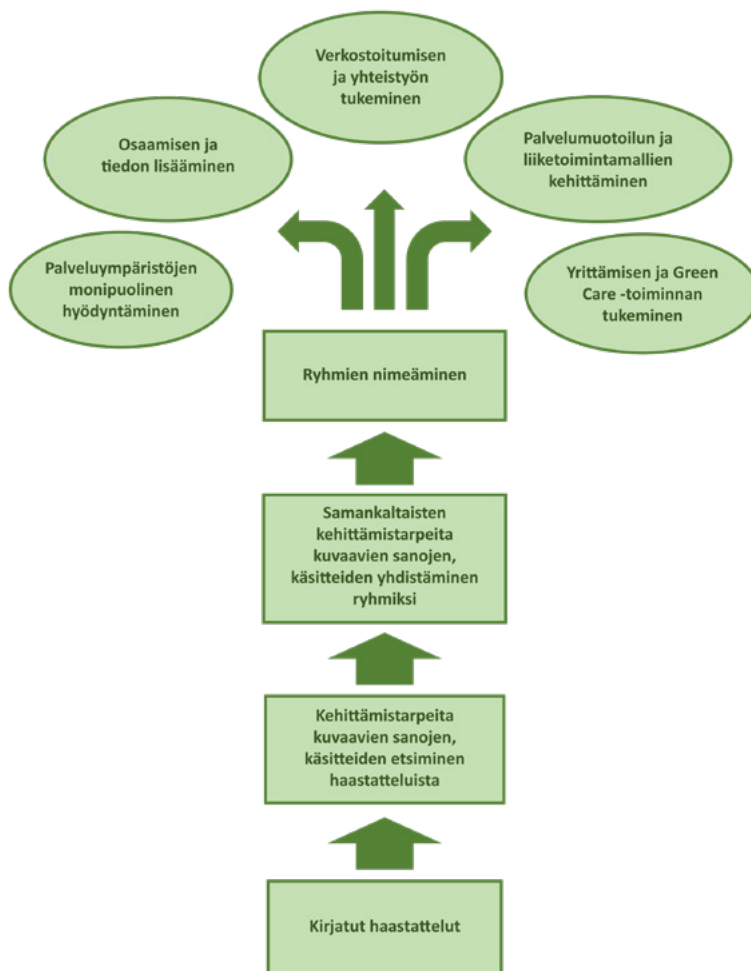 Verkostoitumisen
ja yhteistyön
tukeminen
Osaamisen ja
tiedon lisääminen
Palvelumuotoilun ja
liiketoimintamallien
kehittäminen
Palveluympäristöjen
monipuolinen
hyödyntäminen
Yrittämisen ja Green
Care -toiminnan
tukeminen
Ryhmien nimeäminen
Samankaltaisten
kehittämistarpeita
kuvaavien sanojen,
käsitteiden yhdistäminen
ryhmiksi
Kehittämistarpeita
kuvaavien sanojen,
käsitteiden etsiminen
haastatteluista
Kirjatut haastattelut